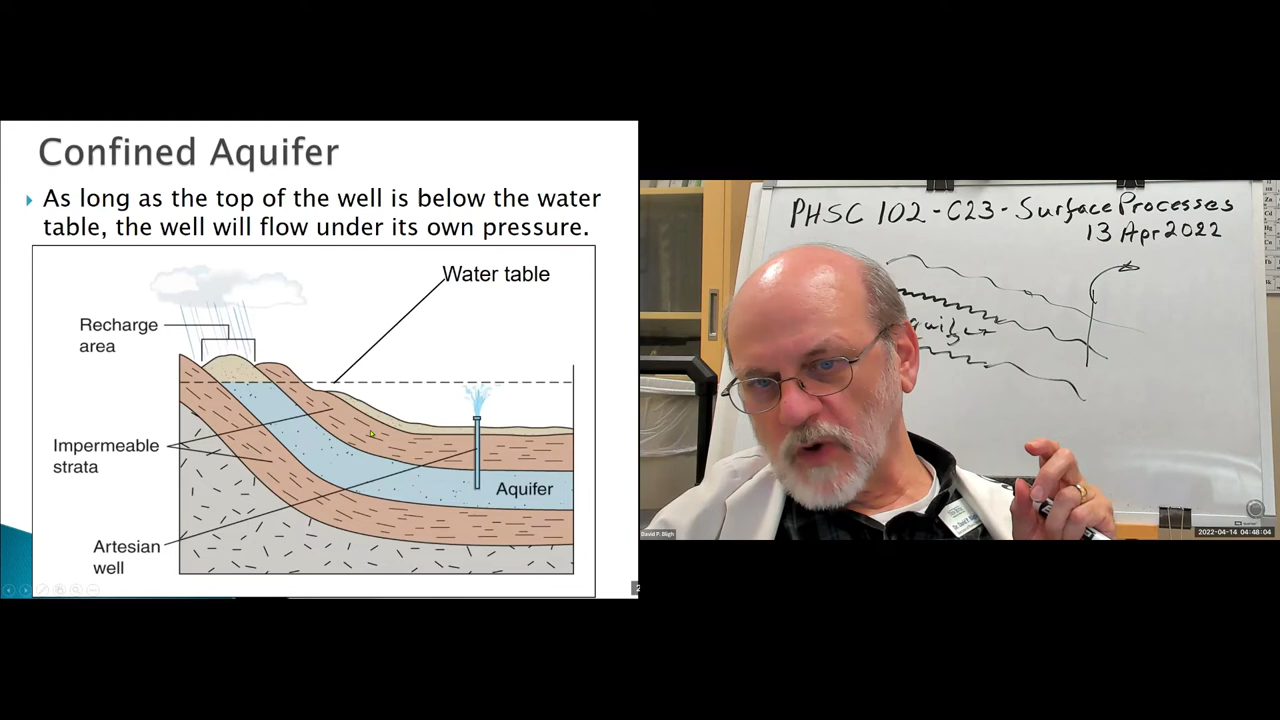 Confined Aquifer
As long as the top of the well is below the water
table, the well will flow under its own pressure.
Water table
Recharge
area
Impermeable
strata
Aquifer
Artesian
well
PHSC 102 - C23 - Surface Processes
13 Apr 2022
David P. Bligh
2022-04-14 04:48:04